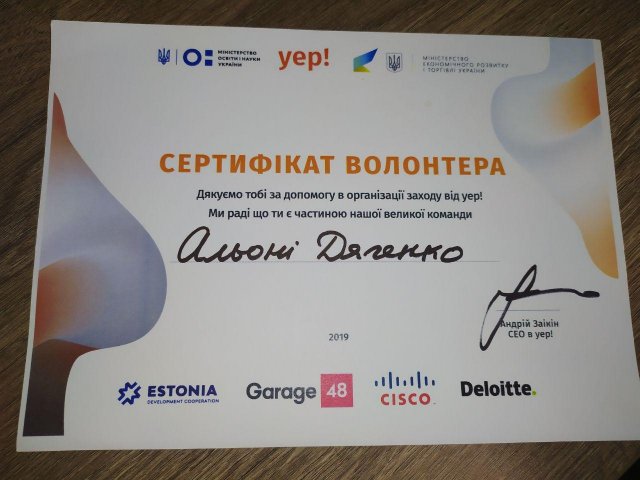 МІНІСТЕРСТВО
ОСВІТИ І НАУКИ
УКРАЇНИ
yep!
МІНІСТЕРСТВО
ЕКОНОМІЧНОГО РОЗВИТКУ
І ТОРГІВЛІ УКРАЇНИ
СЕРТИФІКАТ ВОЛОНТЕРА
Дякуємо тобі за допомогу в організації заходу від yep!
Ми раді що ти є частиною нашої великої команди
Альоні Дяченко
Андрій Заікін
CEO в yep!
2019
ESTONIA
DEVELOPMENT COOPERATION
Garage 48
CISCO
Deloitte.